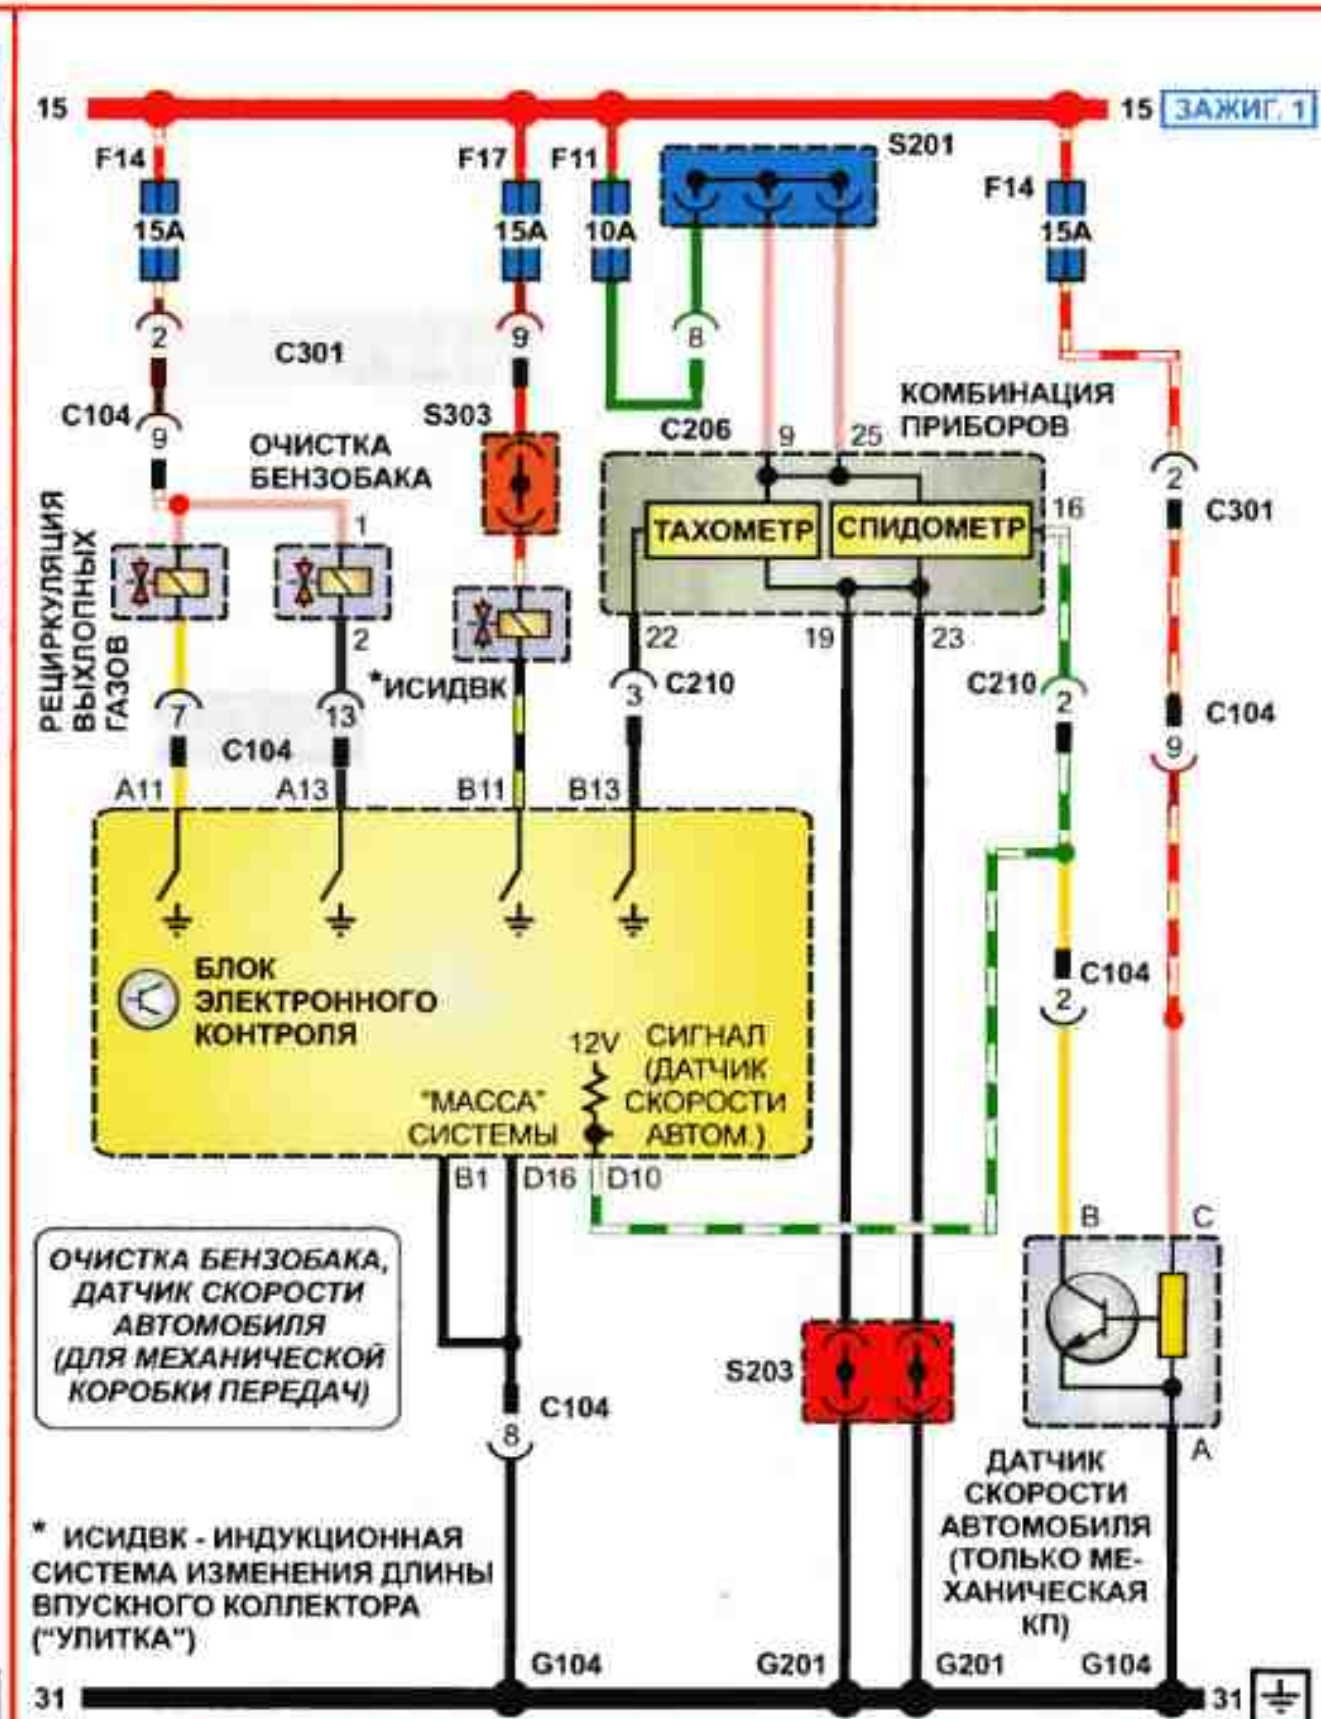 15
15 ЗАЖИГ. 1
F14
F17
F11
S201
F14
15A
15A
10A
15A
2
C301
9
8
C104
9
ОЧИСТКА
БЕНЗОБАКА
S303
C206
9
25
КОМБИНАЦИЯ
ПРИБОРОВ
2
C301
РЕЦИРКУЛЯЦИЯ
ВЫХЛОПНЫХ
ГАЗОВ
1
2
ТАХОМЕТР
СПИДОМЕТР
16
22
19
23
*ИСИДВК
7
13
C104
3
C210
C210
2
C104
9
A11
A13
B11
B13
БЛОК
ЭЛЕКТРОННОГО
КОНТРОЛЯ
C104
2
12V
СИГНАЛ
(ДАТЧИК
СКОРОСТИ
АВТОМ.)
"МАССА"
СИСТЕМЫ
B1
D16
D10
B
C
ОЧИСТКА БЕНЗОБАКА,
ДАТЧИК СКОРОСТИ
АВТОМОБИЛЯ
(ДЛЯ МЕХАНИЧЕСКОЙ
КОРОБКИ ПЕРЕДАЧ)
C104
8
S203
A
ДАТЧИК
СКОРОСТИ
АВТОМОБИЛЯ
(ТОЛЬКО МЕ-
ХАНИЧЕСКАЯ
КП)
* ИСИДВК - ИНДУКЦИОННАЯ
СИСТЕМА ИЗМЕНЕНИЯ ДЛИНЫ
ВПУСКНОГО КОЛЛЕКТОРА
("УЛИТКА")
G104
G201
G201
G104
31
31